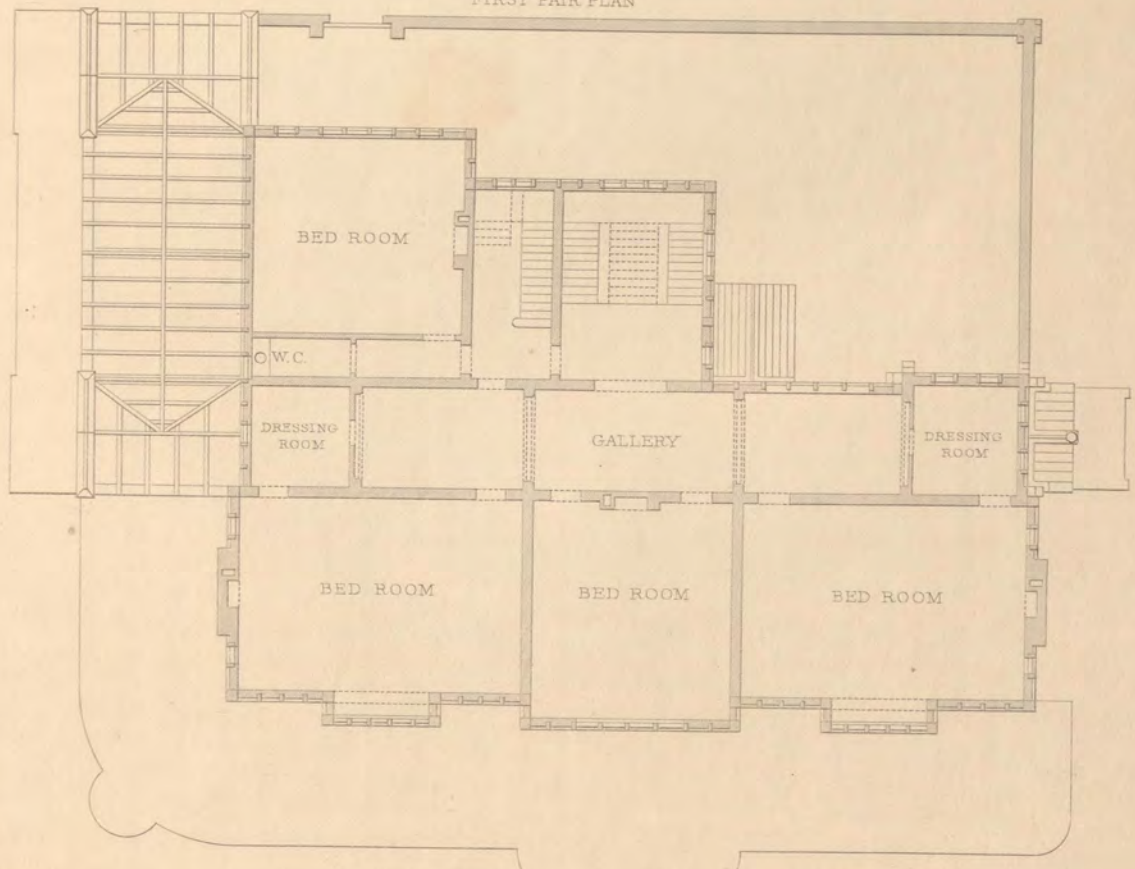 FIRST PAIR PLAN
BED ROOM
W.C.
DRESSING
ROOM
GALLERY
DRESSING
ROOM
BED ROOM
BED ROOM
BED ROOM